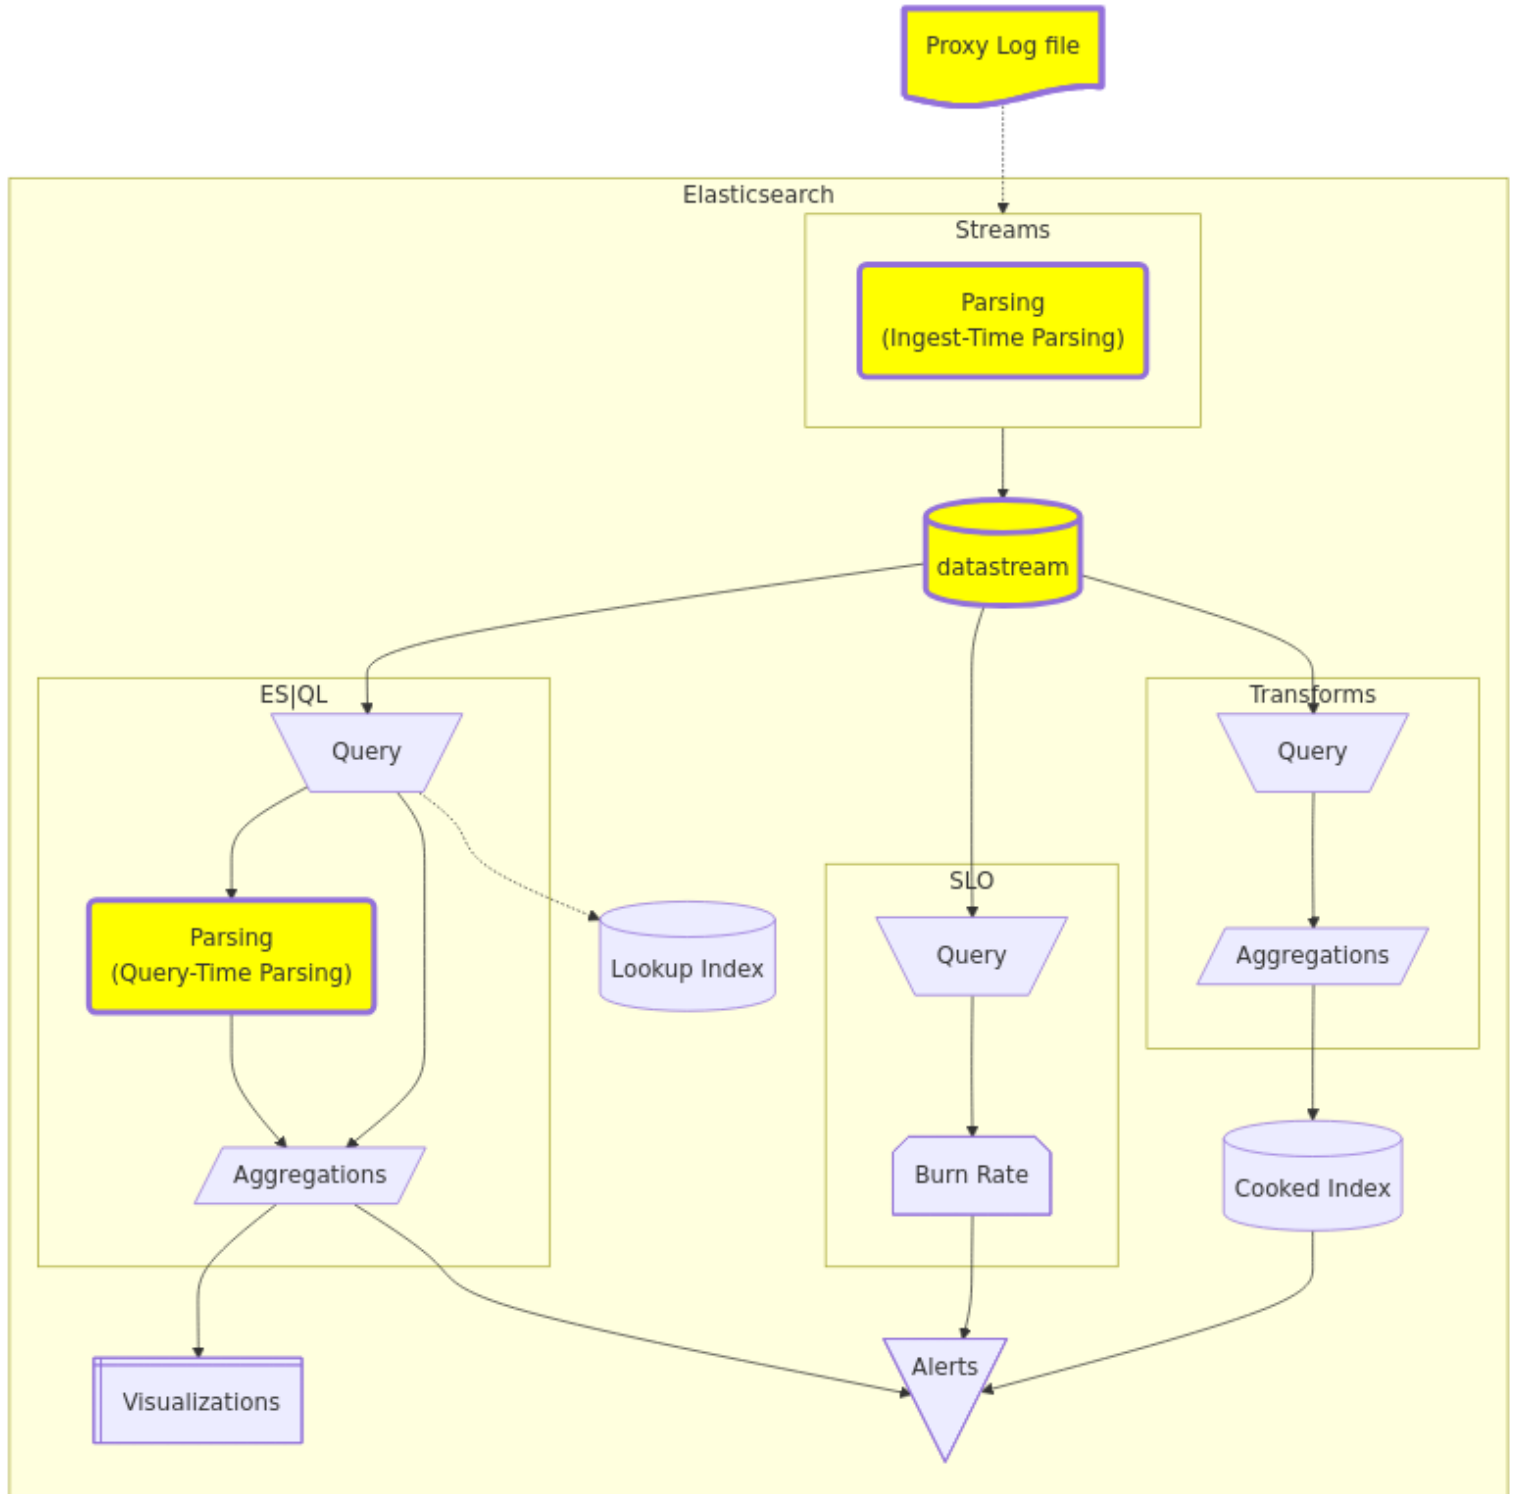 Proxy Log file
Elasticsearch
Streams
Parsing
(Ingest-Time Parsing)
datastream
ES|QL
Query
Parsing
(Query-Time Parsing)
Aggregations
Lookup Index
SLO
Query
Burn Rate
Transforms
Query
Aggregations
Cooked Index
Visualizations
Alerts